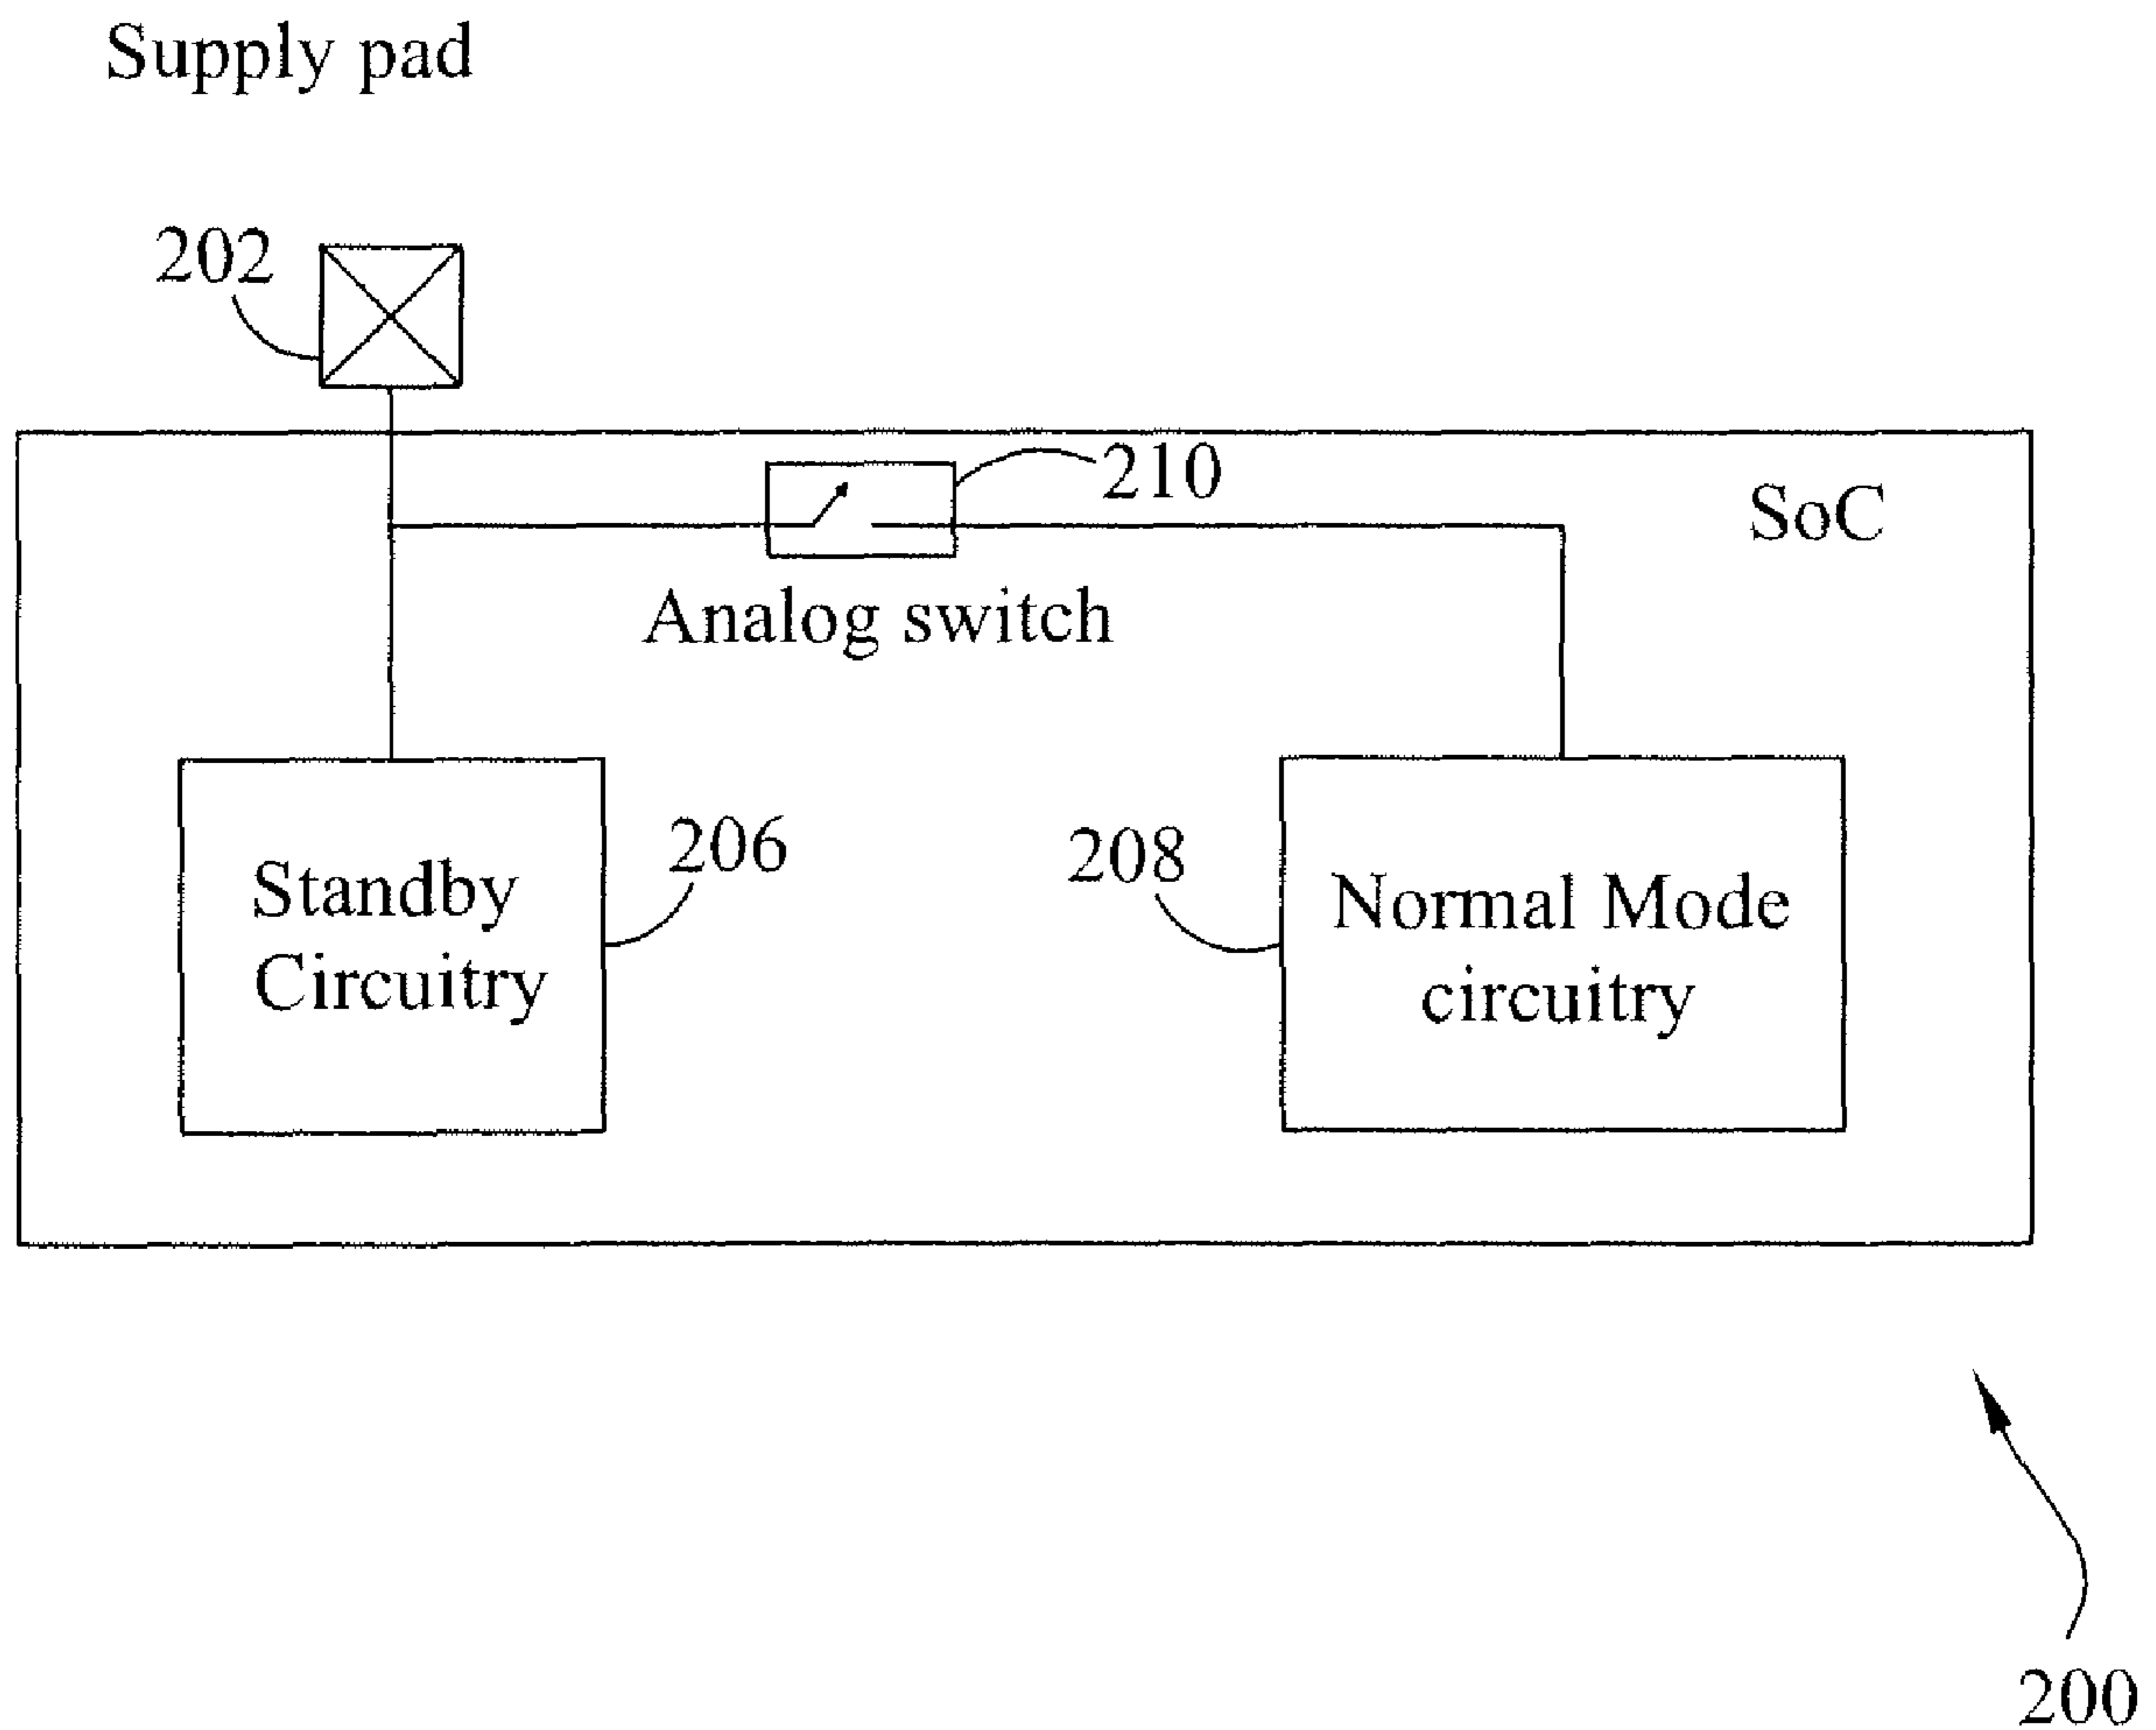 Supply pad
202
210
SoC
Analog switch
206
208
Standby
Circuitry
Normal Mode
circuitry
200